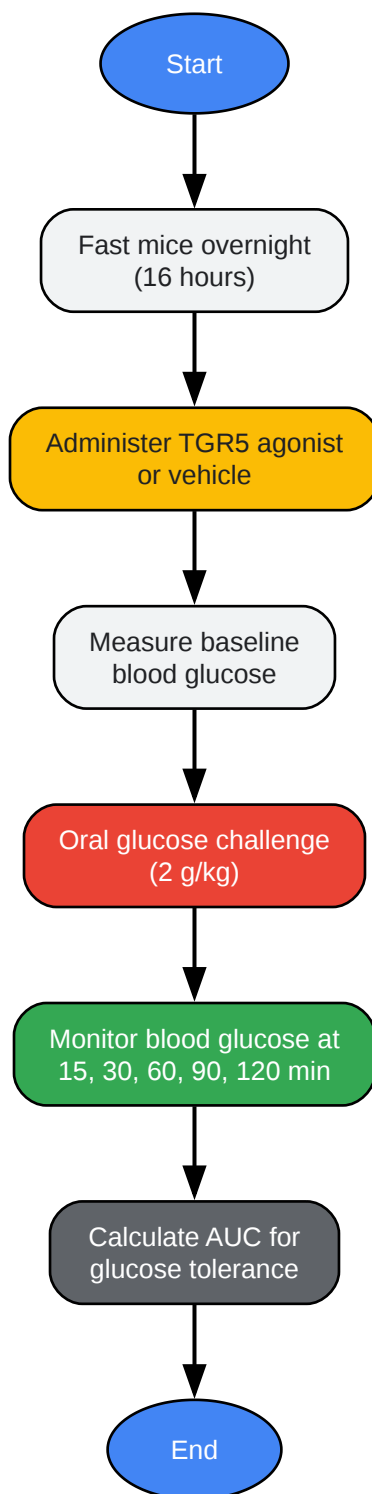 Start
Fast mice overnight
(16 hours)
Administer TGR5 agonist
or vehicle
Measure baseline
blood glucose
Oral glucose challenge
(2 g/kg)
Monitor blood glucose at
15, 30, 60, 90, 120 min
Calculate AUC for
glucose tolerance
End